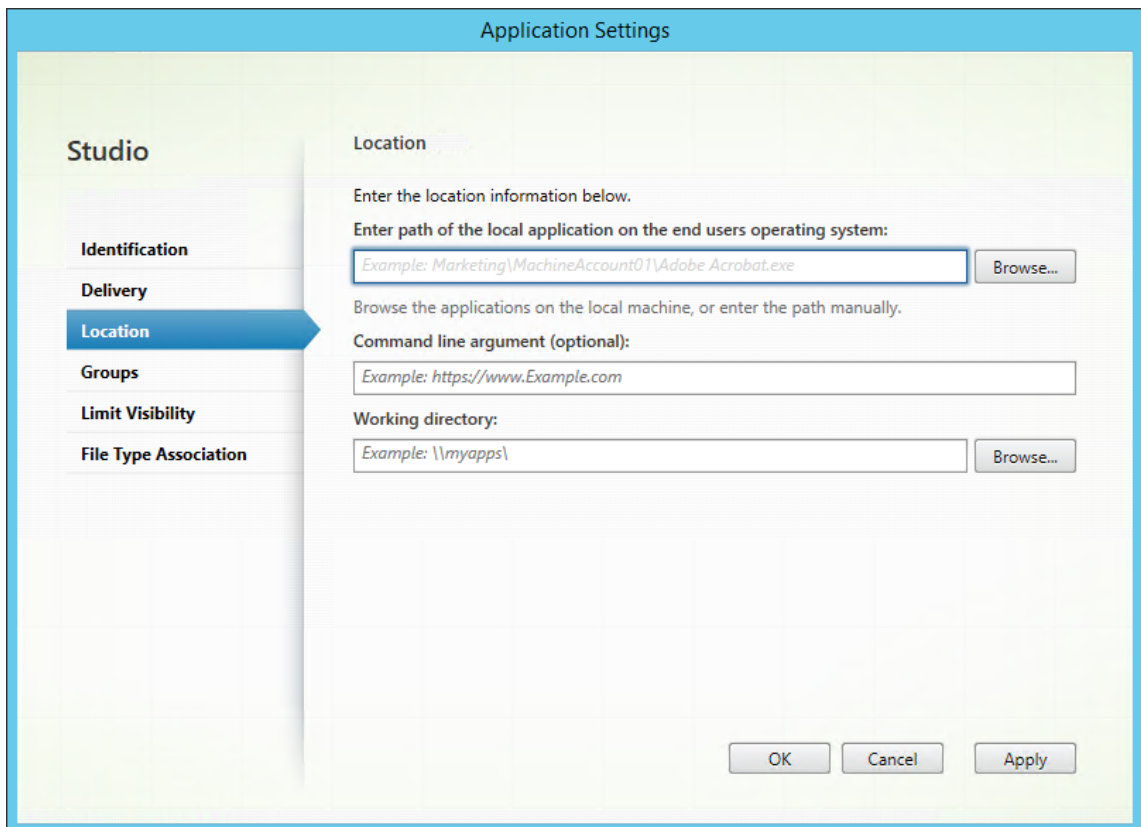 Application Settings
Studio
Identification
Delivery
Location
Groups
Limit Visibility
File Type Association
Location
Enter the location information below.
Enter path of the local application on the end users operating system:
Example: Marketing\MachineAccount01\Adobe Acrobat.exe
Browse...
Browse the applications on the local machine, or enter the path manually.
Command line argument (optional):
Example: https://www.Example.com
Working directory:
Example: \\myapps\
Browse...
OK
Cancel
Apply